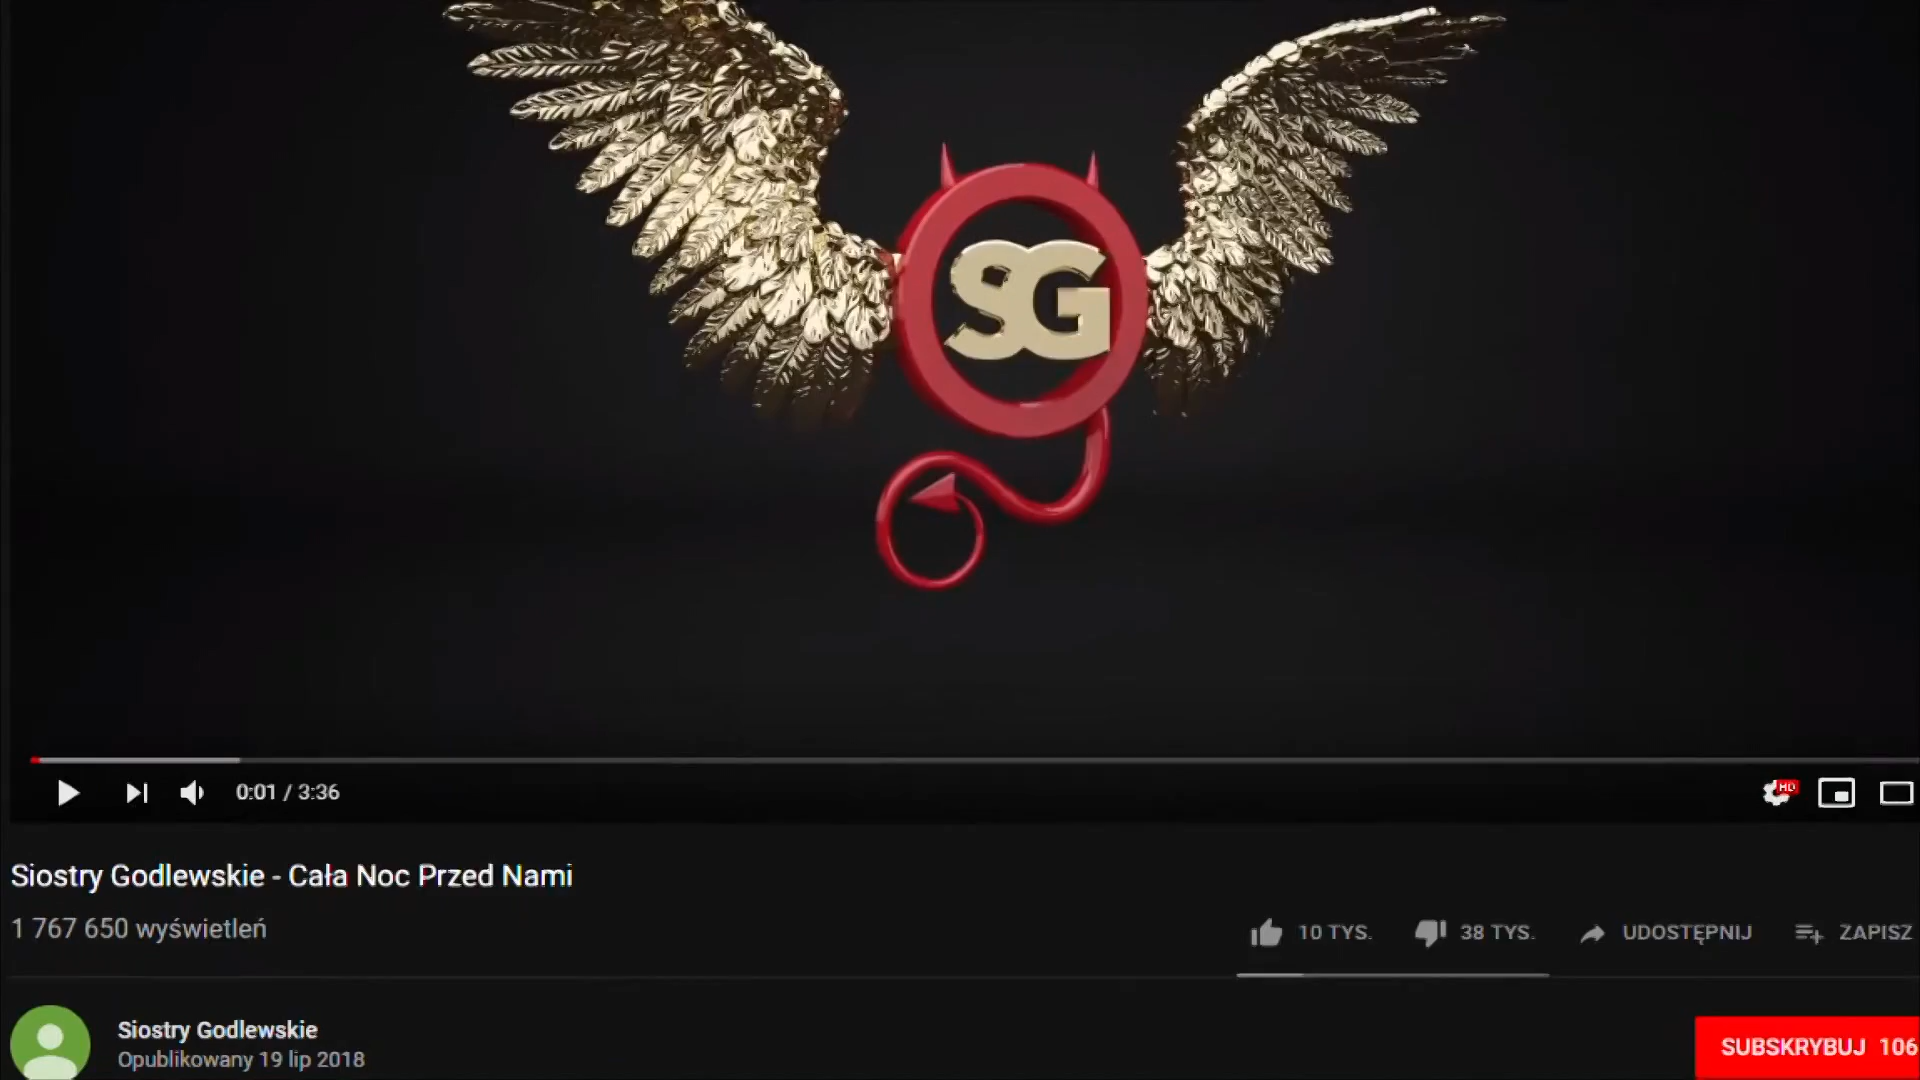 SG
HD
0:01 / 3:36
Siostry Godlewskie - Cała Noc Przed Nami
1 767 650 wyświetleń
10 TYS.
38 TYS.
UDOSTĘPNIJ
ZAPISZ
Siostry Godlewskie
Opublikowany 19 lip 2018
SUBSKRYBUJ 106